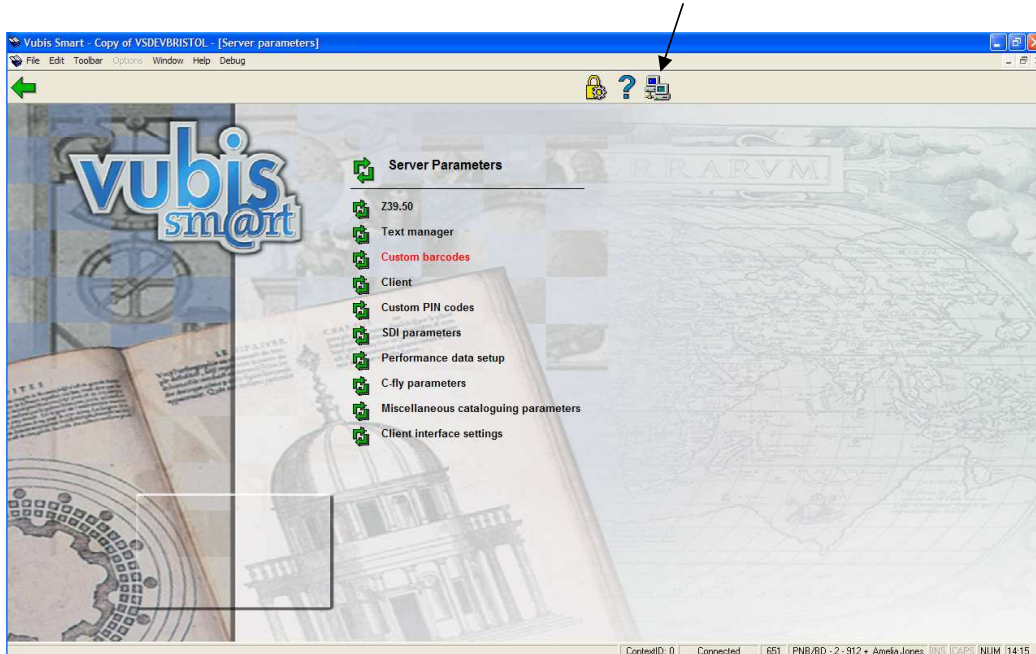 Vubis Smart - Copy of VSDEVBRISTOL - [Server parameters]
File Edit Toolbar Options Window Help Debug
vubis
sm@rt
Server Parameters
Z39.50
Text manager
Custom barcodes
Client
Custom PIN codes
SDI parameters
Performance data setup
C-fly parameters
Miscellaneous cataloguing parameters
Client interface settings
ContextID: 0 Connected 651 PNB/BD - 2 - 912 + Amelia Jones INS CAPS NUM 14:15